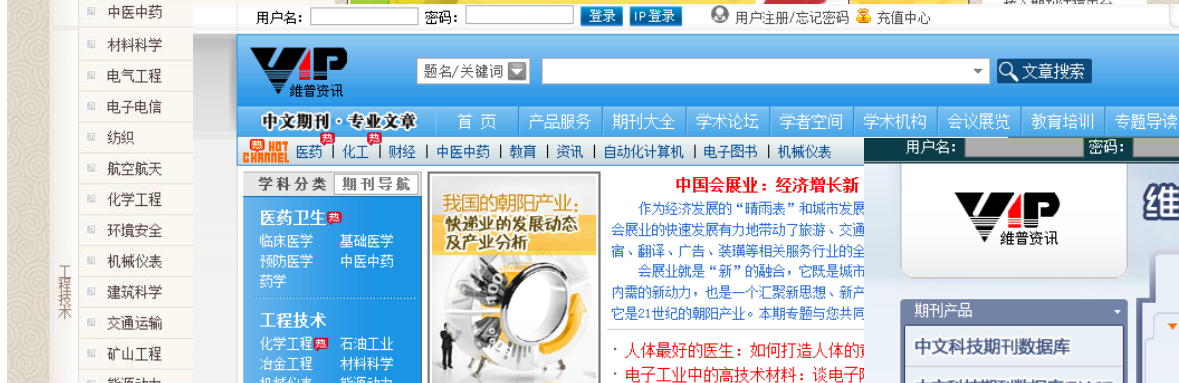 中医中药
材料科学
电气工程
电子电信
纺织
航空航天
化学工程
环境安全
机械仪表
建筑科学
交通运输
矿山工程
工程技术
用户名:
密码:
登录
IP登录
用户注册/忘记密码
充值中心
VIP
维普资讯
题名/关键词
文章搜索
中文期刊·专业文章
首 页
产品服务
期刊大全
学术论坛
学者空间
学术机构
会议展览
教育培训
专题导读
热 HOT
CHANNEL
医药热 | 化工热 | 财经 | 中医中药 | 教育 | 资讯 | 自动化计算机 | 电子图书 | 机械仪表
学科分类
期刊导航
医药卫生热
临床医学 基础医学
预防医学 中医中药
药学
工程技术
化学工程热 石油工业
冶金工程 材料科学
机械仪表 能源动力
我国的朝阳产业:
快递业的发展动态
及产业分析
中国会展业：经济增长新
作为经济发展的“晴雨表”和城市发展
会展业的快速发展有力地带动了旅游、交通
宿、翻译、广告、装璜等相关服务行业的全
会展业就是“新”的融合，它既是城市
内需的新动力，也是一个汇聚新思想、新产
它是21世纪的朝阳产业。本期专题与您共同
· 人体最好的医生：如何打造人体的
· 电子工业中的高技术材料：谈电子
用户名:
密码:
VIP
维普资讯
维
期刊产品
中文科技期刊数据库